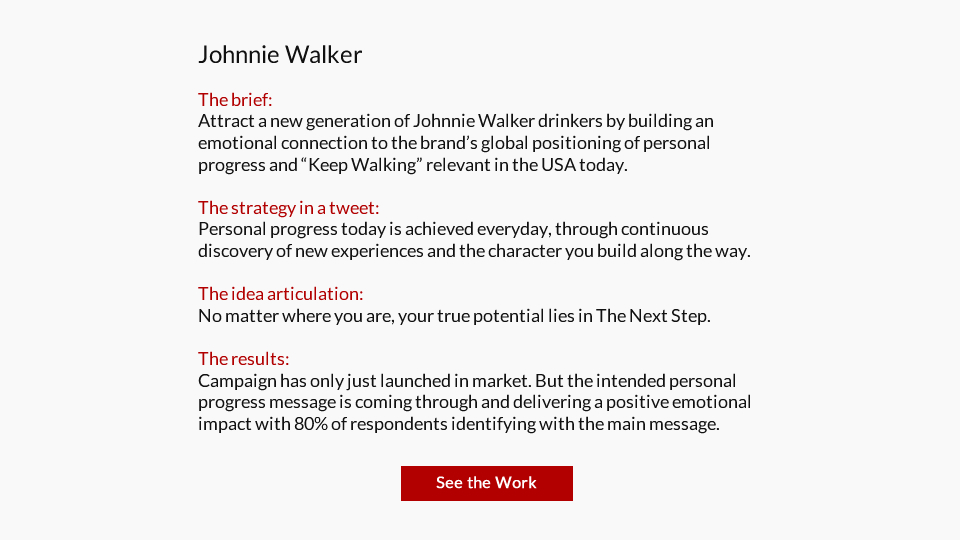 Johnnie Walker
The brief:
Attract a new generation of Johnnie Walker drinkers by building an
emotional connection to the brand’s global positioning of personal
progress and “Keep Walking” relevant in the USA today.
The strategy in a tweet:
Personal progress today is achieved everyday, through continuous
discovery of new experiences and the character you build along the way.
The idea articulation:
No matter where you are, your true potential lies in The Next Step.
The results:
Campaign has only just launched in market. But the intended personal
progress message is coming through and delivering a positive emotional
impact with 80% of respondents identifying with the main message.
See the Work